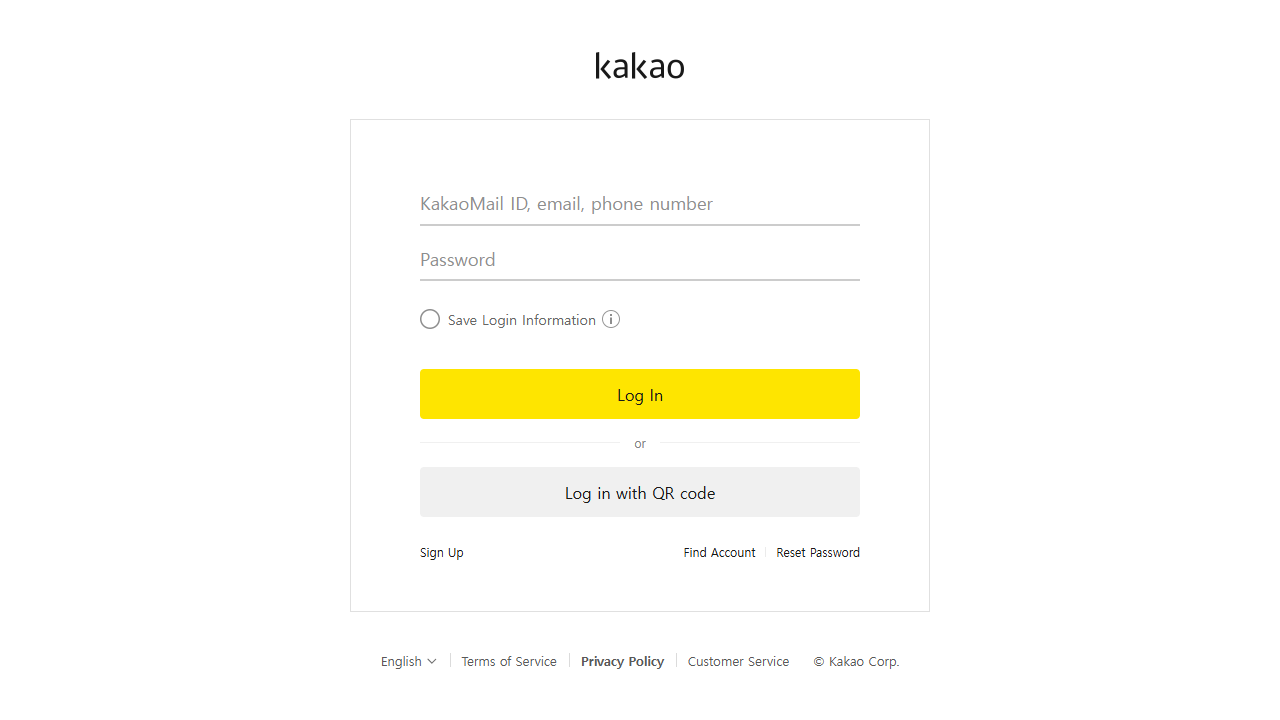 kakao
KakaoMail ID, email, phone number
Password
Save Login Information
Log In
or
Log in with QR code
Sign Up Find Account Reset Password
English Terms of Service Privacy Policy Customer Service © Kakao Corp.